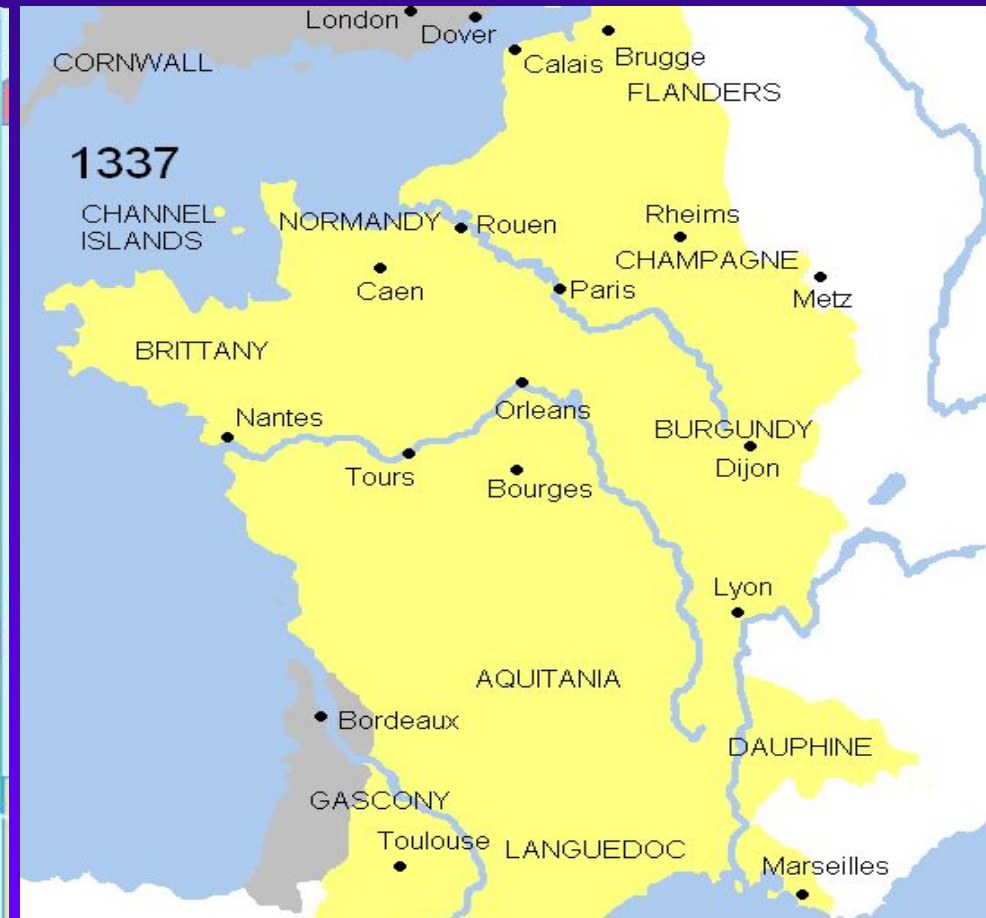 London
Dover
CORNWALL
Calais
Brugge
FLANDERS
1337
CHANNEL
ISLANDS
NORMANDY
Rouen
Rheims
CHAMPAGNE
Caen
Paris
Metz
BRITTANY
Orleans
Nantes
BURGUNDY
Tours
Bourges
Dijon
Lyon
AQUITANIA
Bordeaux
DAUPHINE
GASCONY
Toulouse
LANGUEDOC
Marseilles